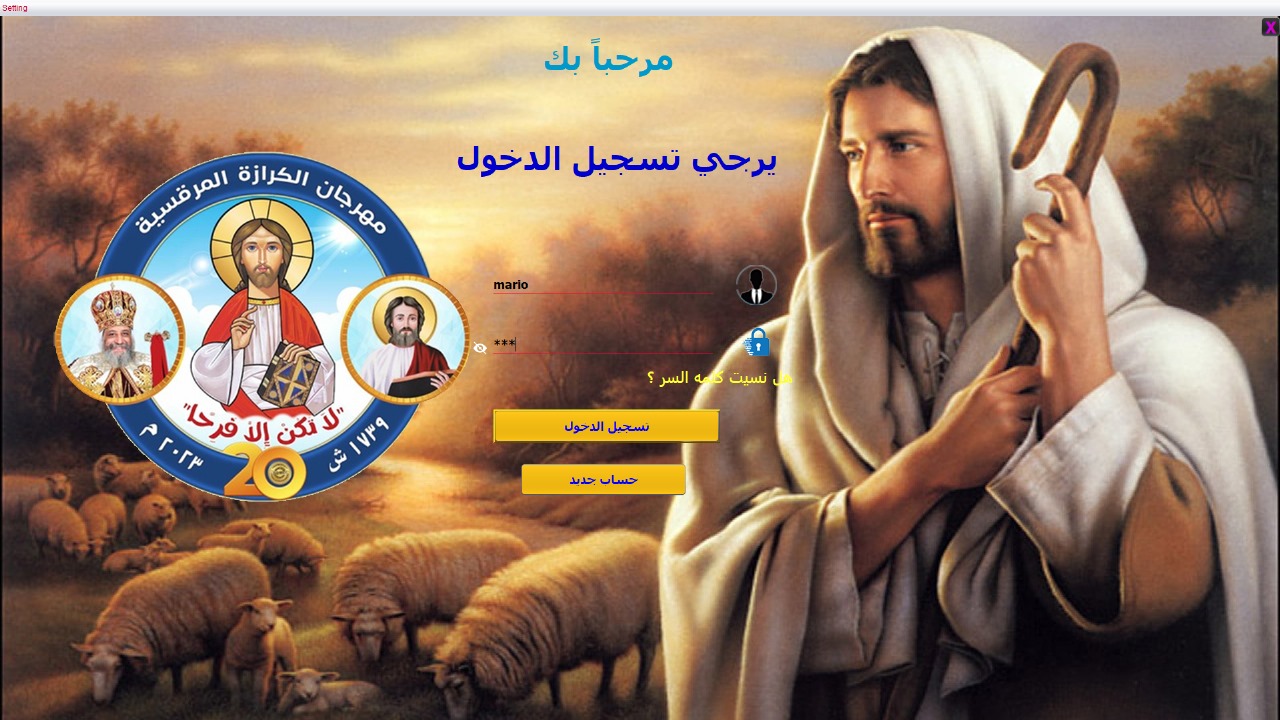 Setting
X
مرحباً بك
يرجي تسجيل الدخول
مهرجان الكرازة المرقسية
"لا تكن إلا فرحًا"
٢٠٢٣ م
١٧٣٩ ش
20
mario
***
هل نسيت كلمه السر ؟
تسجيل الدخول
حساب جديد